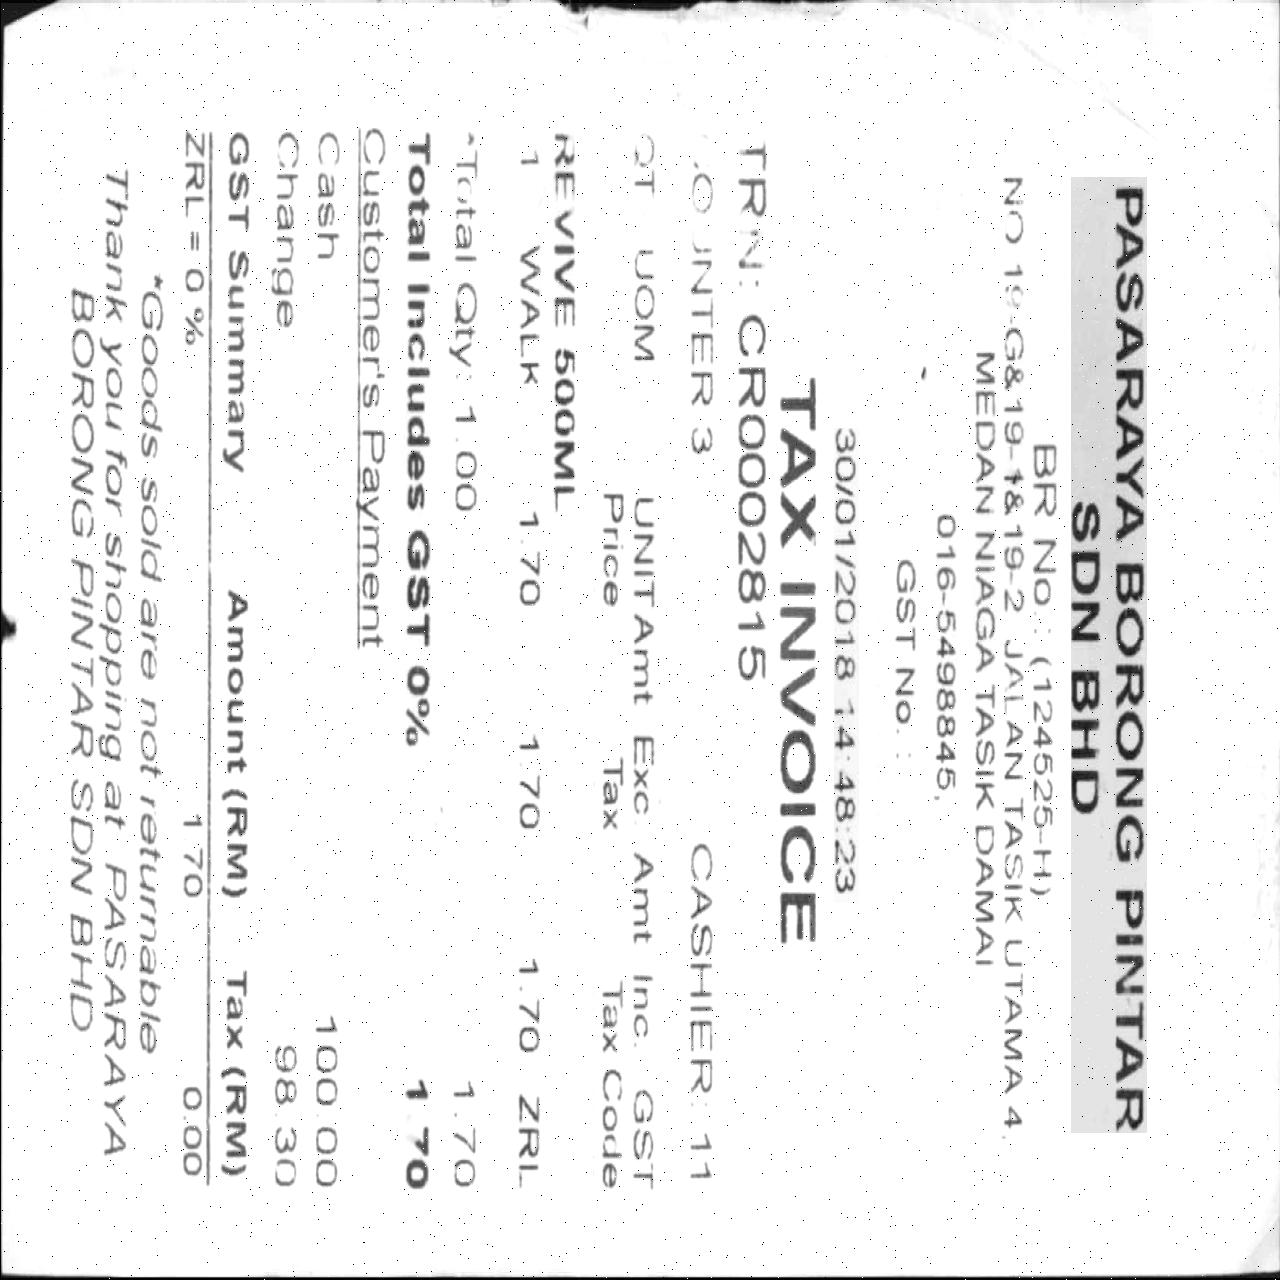 PASARAYA BORONG PINTAR
SDN BHD
BR No.: (124525-H)
NO 19-G& 19-1& 19-2 JALAN TASIK UTAMA 4,
MEDAN NIAGA TASIK DAMAI
016-5498845.
GST No. :
30/01/2018 14:48:23
TAX INVOICE
TRN: CR0002815
COUNTER 3 CASHIER: 11
QT UOM UNIT Amt Exc. Amt Inc. GST
Price Tax Tax Code
REVIVE 500ML
1 WALK 1.70 1.70 1.70 ZRL
*Total Qty: 1.00 1.70
Total Includes GST 0% 1.70
Customer's Payment
Cash 100.00
Change 98.30
GST Summary Amount (RM) Tax (RM)
ZRL = 0 % 1.70 0.00
*Goods sold are not returnable
Thank you for shopping at PASARAYA
BORONG PINTAR SDN BHD